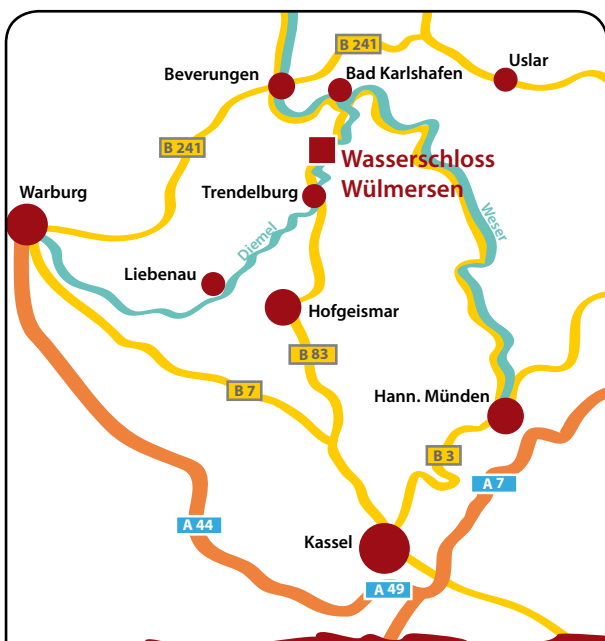 B 241
Uslar
Beverungen
Bad Karlshafen
B 241
Wasserschloss
Wülmersen
Warburg
Trendelburg
Weser
Diemel
Liebenau
Hofgeismar
B 83
B 7
Hann. Münden
B 3
A 7
A 44
Kassel
A 49